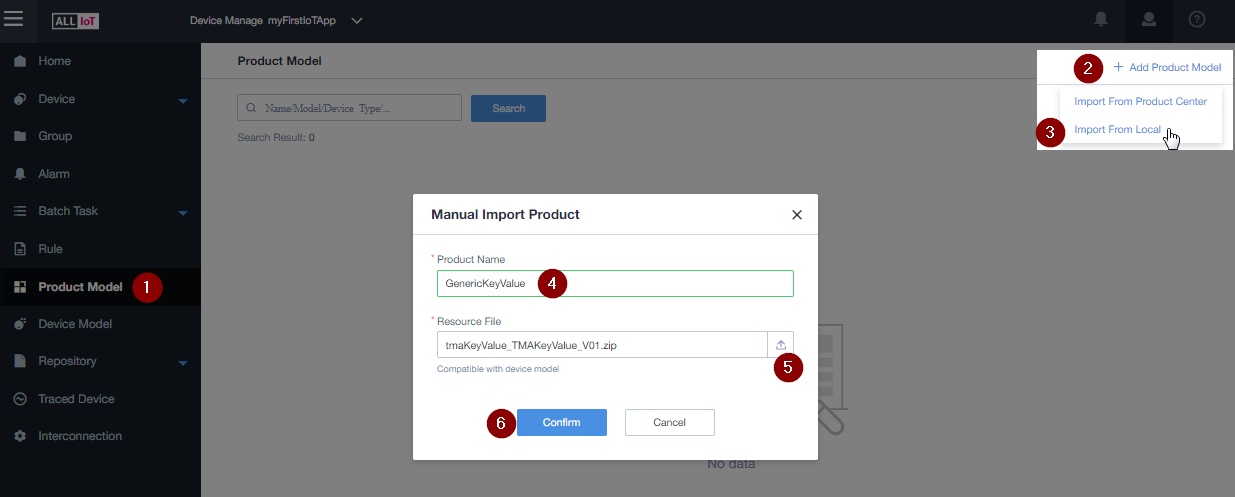 ALL IoT
Device Manage myFirstIoTApp
Home
Device
Group
Alarm
Batch Task
Rule
Product Model
1
Device Model
Repository
Traced Device
Interconnection
Product Model
2
+ Add Product Model
Import From Product Center
3
Import From Local
Name/Model/Device Type/...
Search
Search Result: 0
Manual Import Product
* Product Name
GenericKeyValue
4
* Resource File
tmaKeyValue_TMAKeyValue_V01.zip
5
Compatible with device model
6
Confirm
Cancel
No data